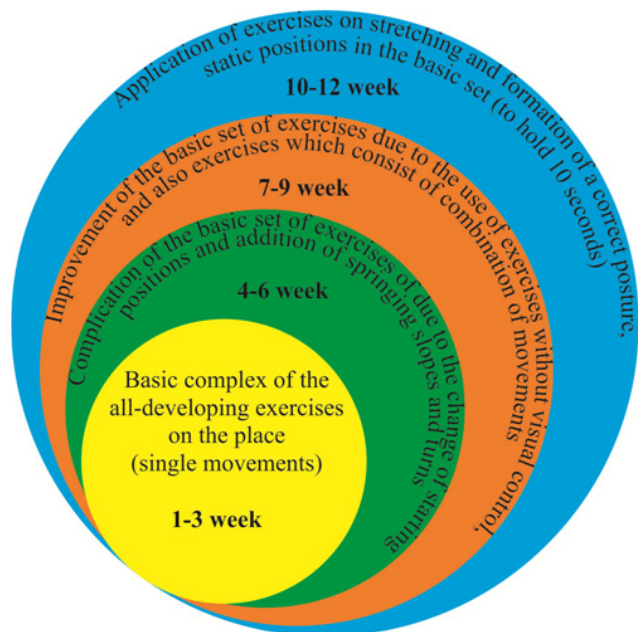 Application of exercises on stretching and formation of a correct posture,
static positions in the basic set (to hold 10 seconds)
10-12 week
Improvement of the basic set of exercises due to the use of exercises without visual control,
and also exercises which consist of combination of movements
7-9 week
Complication of the basic set of exercises of due to the change of starting
positions and addition of springing slopes and turns
4-6 week
Basic complex of the
all-developing exercises
on the place
(single movements)
1-3 week